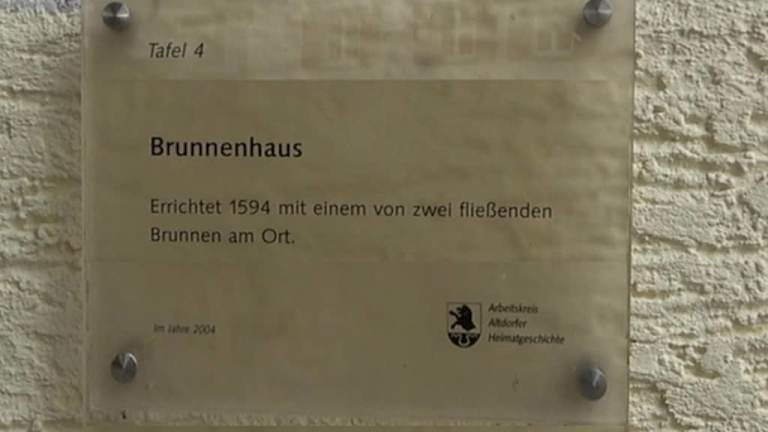 Tafel 4
Brunnenhaus
Errichtet 1594 mit einem von zwei fließenden
Brunnen am Ort.
Im Jahre 2004
Arbeitskreis
Altdorfer
Heimatgeschichte